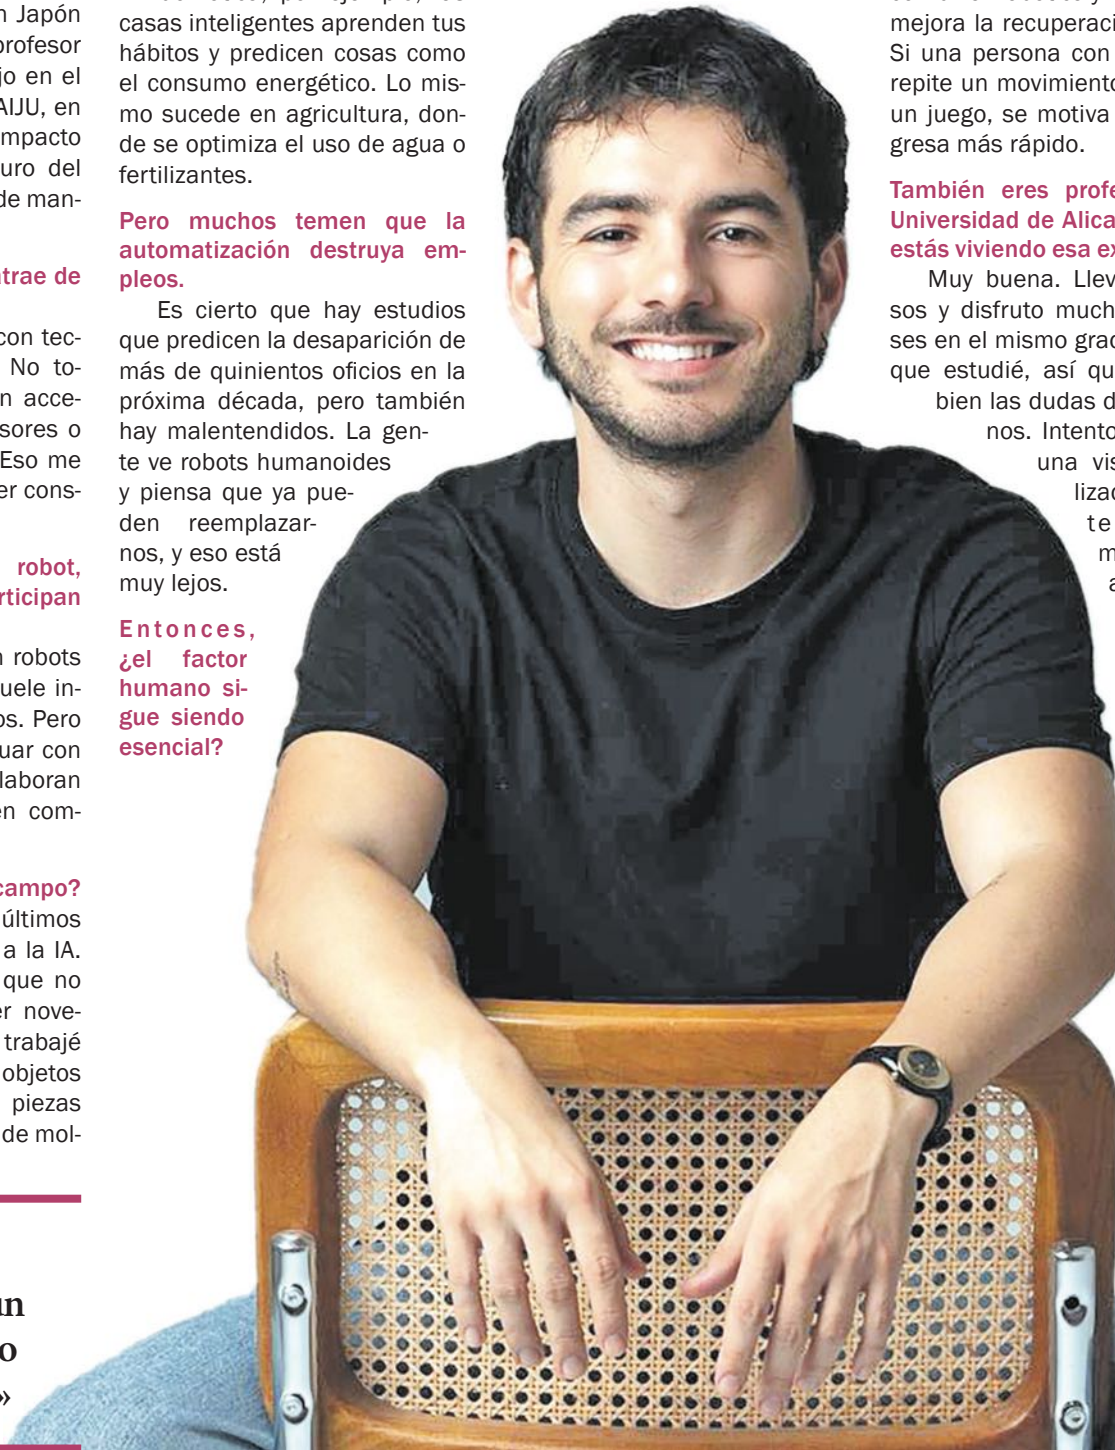 n Japón
profesor
jo en el
AIJU, en
mpacto
uro del
de man-
atrae de
con tec-
No to-
n acce-
sores o
Eso me
er cons-
robot,
rticipan
n robots
uele in-
os. Pero
uar con
laboran
en com-
campo?
últimos
a la IA.
que no
er nove-
trabajé
objetos
piezas
de mol-
un
o
»
casas inteligentes aprenden tus
hábitos y predicen cosas como
el consumo energético. Lo mis-
mo sucede en agricultura, don-
de se optimiza el uso de agua o
fertilizantes.
Pero muchos temen que la
automatización destruya em-
pleos.
Es cierto que hay estudios
que predicen la desaparición de
más de quinientos oficios en la
próxima década, pero también
hay malentendidos. La gen-
te ve robots humanoides
y piensa que ya pue-
den reemplazar-
nos, y eso está
muy lejos.
Entonces,
¿el factor
humano si-
gue siendo
esencial?
mejora la recuperaci
Si una persona con
repite un movimiento
un juego, se motiva
gresa más rápido.
También eres profe
Universidad de Alica
estás viviendo esa ex
Muy buena. Llev
sos y disfruto much
ses en el mismo grad
que estudié, así qu
bien las dudas d
nos. Intento
una vis
lizac
te
m
a